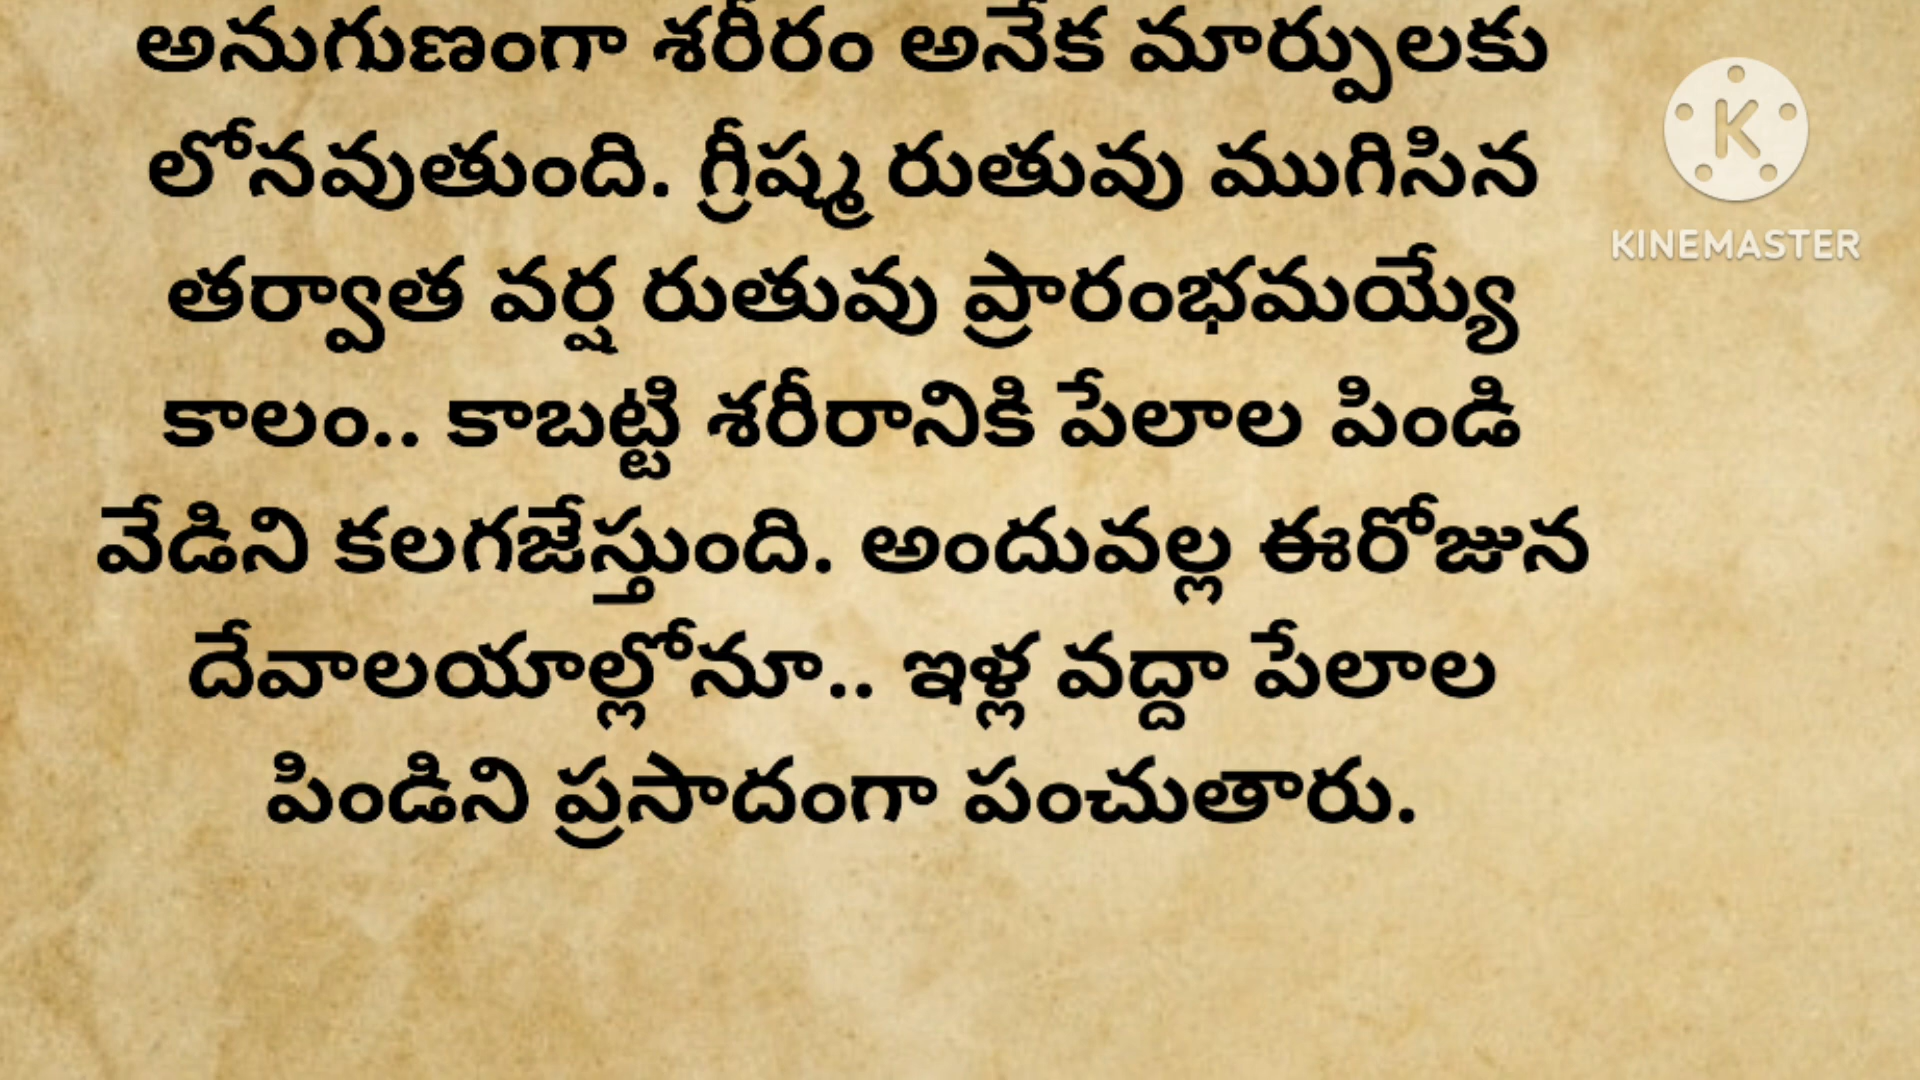 అనుగుణంగా శరీరం అనేక మార్పులకు
లోనవుతుంది. గ్రీష్మ రుతువు ముగిసిన
తర్వాత వర్ష రుతువు ప్రారంభమయ్యే
కాలం.. కాబట్టి శరీరానికి పేలాల పిండి
వేడిని కలగజేస్తుంది. అందువల్ల ఈరోజున
దేవాలయాల్లోనూ.. ఇళ్ల వద్దా పేలాల
పిండిని ప్రసాదంగా పంచుతారు.
K
KINEMASTER